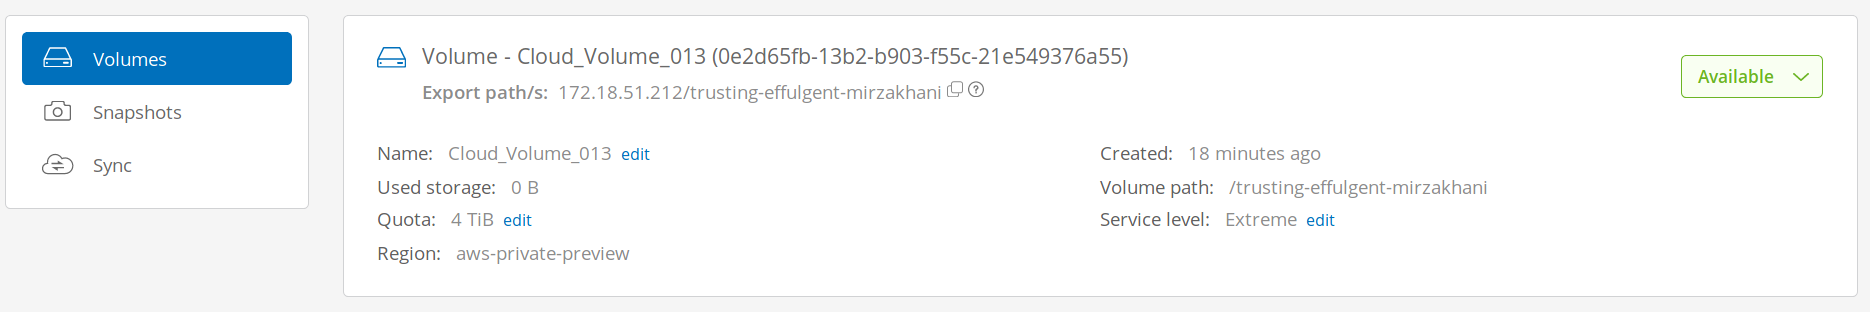 Volumes
Snapshots
Sync
Volume - Cloud_Volume_013 (0e2d65fb-13b2-b903-f55c-21e549376a55)
Export path/s: 172.18.51.212/trusting-effulgent-mirzakhani
Available
Name: Cloud_Volume_013 edit
Used storage: 0 B
Quota: 4 TiB edit
Region: aws-private-preview
Created: 18 minutes ago
Volume path: /trusting-effulgent-mirzakhani
Service level: Extreme edit